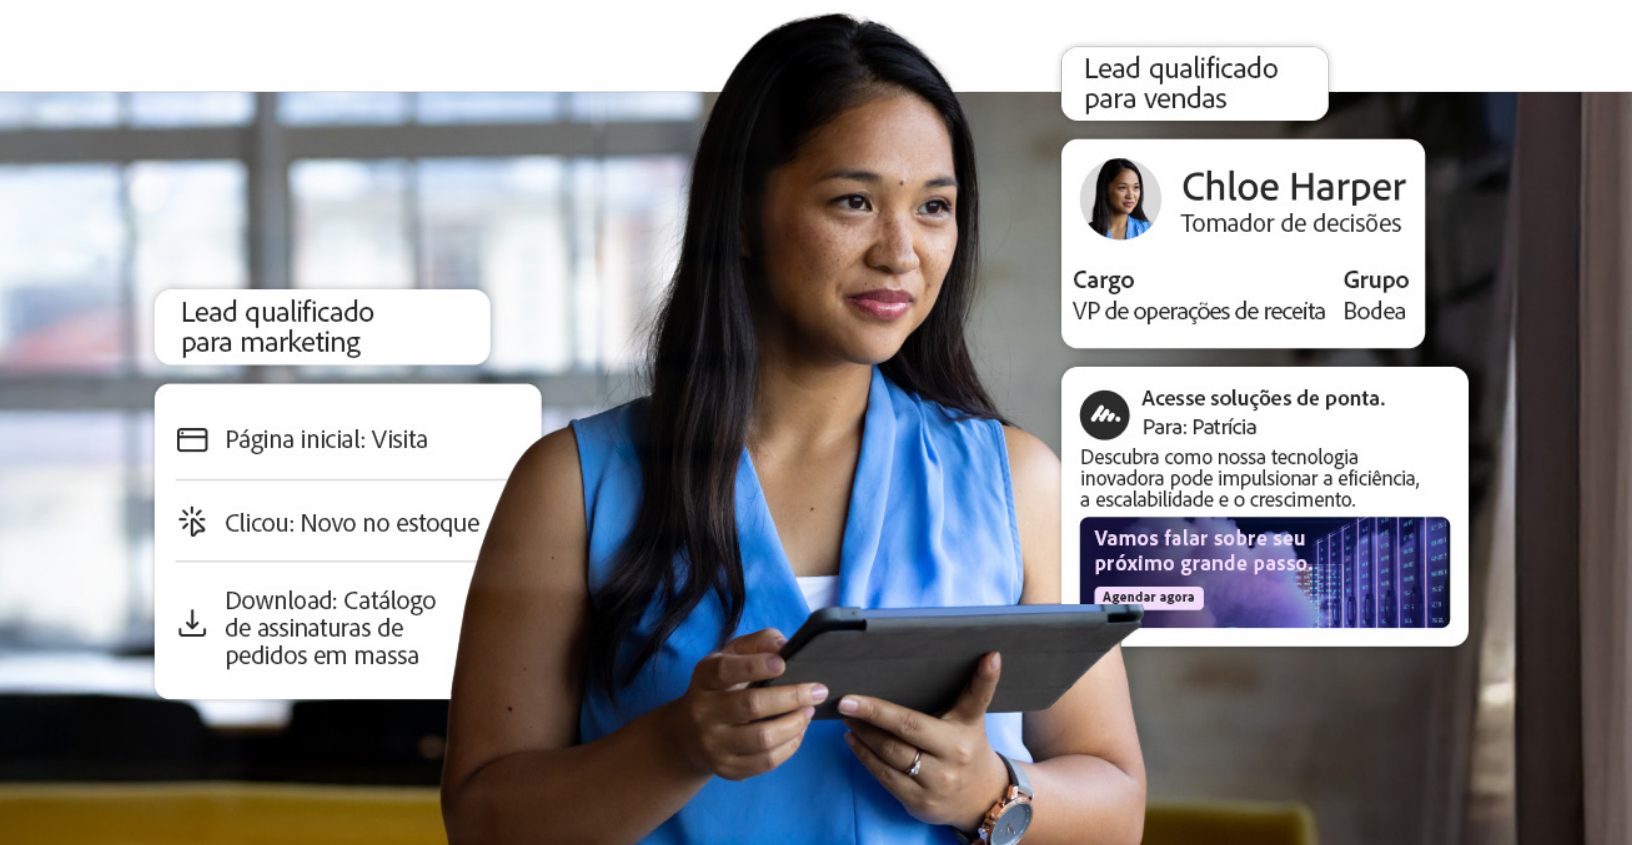 Lead qualificado
para marketing
Página inicial: Visita
Clicou: Novo no estoque
Download: Catálogo
de assinaturas de
pedidos em massa
Lead qualificado
para vendas
Chloe Harper
Tomador de decisões
Cargo
Grupo
VP de operações de receita
Bodea
Acesse soluções de ponta.
Para: Patrícia
Descubra como nossa tecnologia
inovadora pode impulsionar a eficiência,
a escalabilidade e o crescimento.
Vamos falar sobre seu
próximo grande passo.
Agendar agora